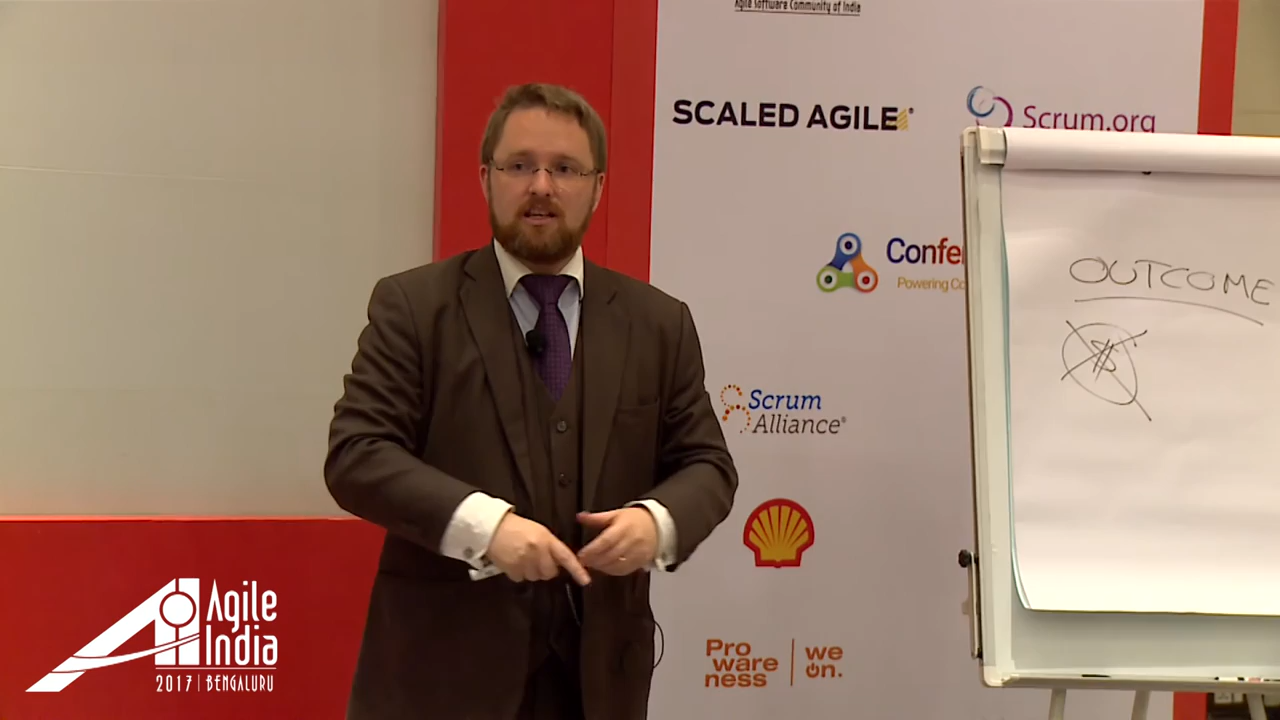 Agile Software Community of India
SCALED AGILE®
Scrum.org
Confe
Powering Co
OUTCOME
$
Scrum
Alliance®
Pro
ware
ness
we
on.
Agile
India
2017 | BENGALURU